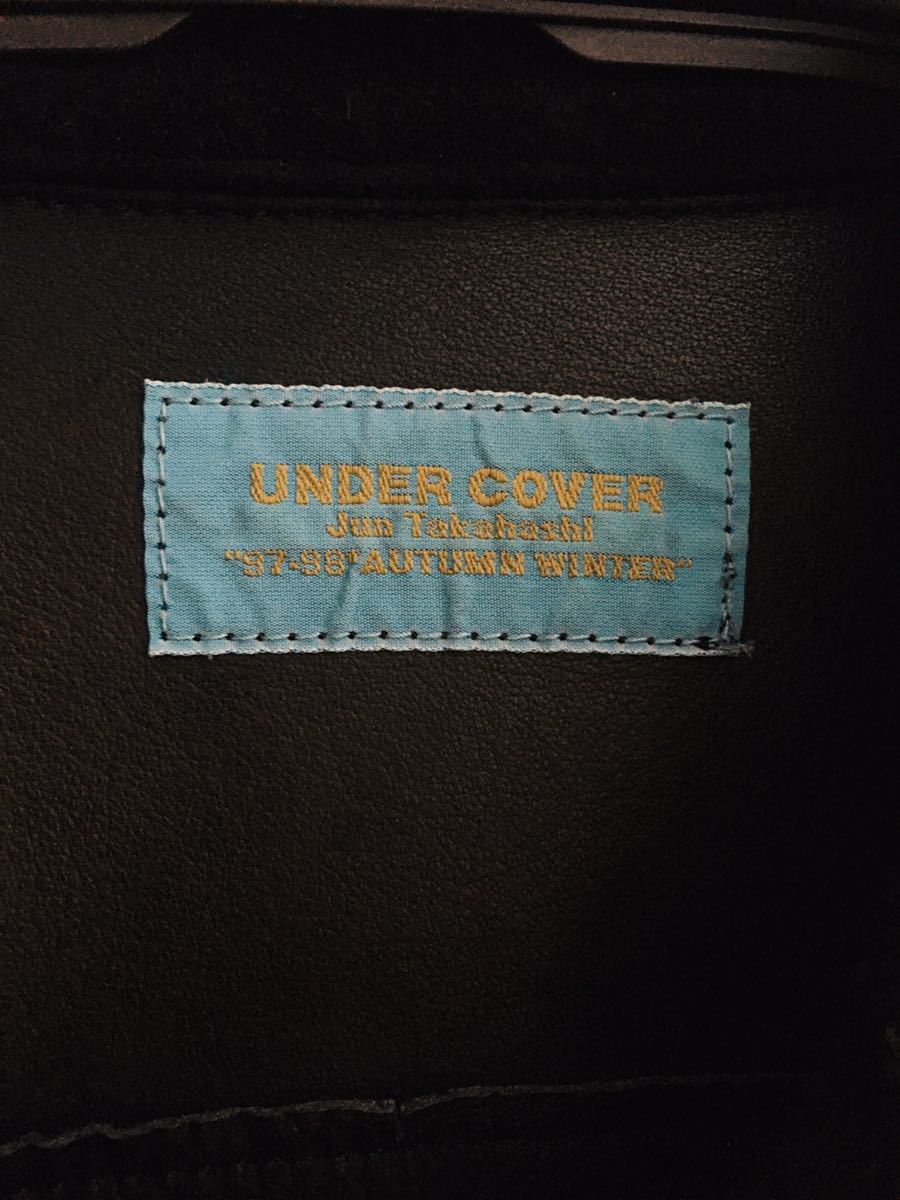 UNDER COVER
Jun Takahashi
"97-98' AUTUMN WINTER"